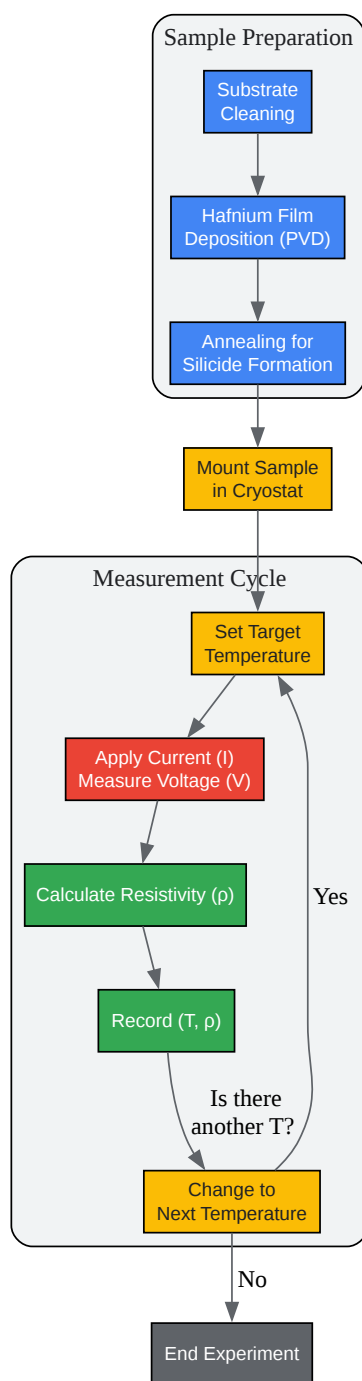 Sample Preparation
Substrate
Cleaning
Hafnium Film
Deposition (PVD)
Annealing for
Silicide Formation
Mount Sample
in Cryostat
Measurement Cycle
Set Target
Temperature
Apply Current (I)
Measure Voltage (V)
Calculate Resistivity (ρ)
Yes
Record (T, ρ)
Is there
another T?
Change to
Next Temperature
No
End Experiment